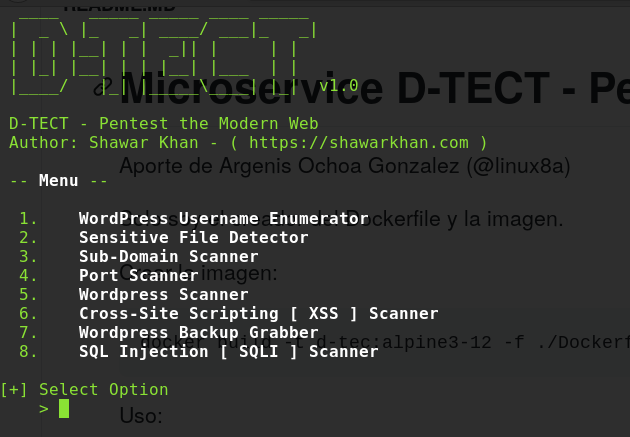 README.MD
D-TECT v1.0
Microservice D-TECT - Pe
D-TECT - Pentest the Modern Web
Author: Shawar Khan - ( https://shawarkhan.com )
Aporte de Argenis Ochoa Gonzalez (@linux8a)
-- Menu --
1. WordPress Username Enumerator
Dockerfile y la imagen.
2. Sensitive File Detector
3. Sub-Domain Scanner
4. Port Scanner
imagen:
5. Wordpress Scanner
6. Cross-Site Scripting [ XSS ] Scanner
7. Wordpress Backup Grabber
docker build -t d-tec:alpine3-12 -f ./Dockerf
8. SQL Injection [ SQLI ] Scanner
[+] Select Option
>
Uso: